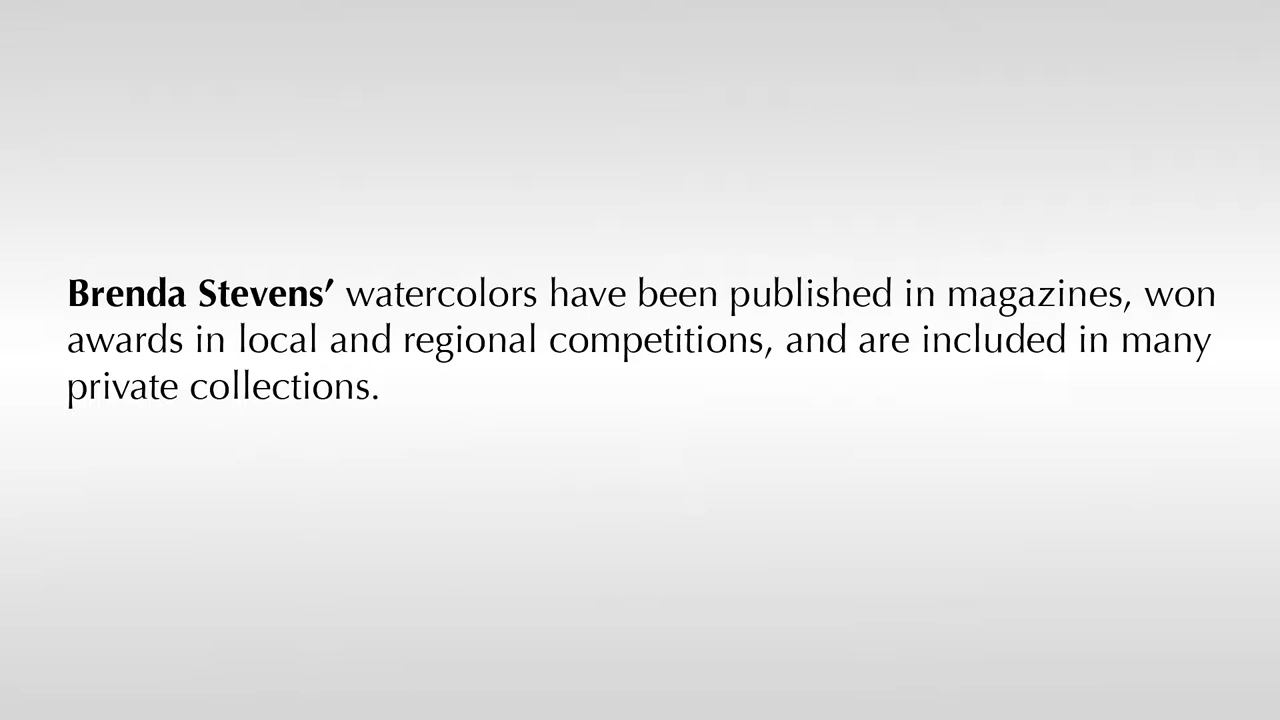 Brenda Stevens’ watercolors have been published in magazines, won
awards in local and regional competitions, and are included in many
private collections.